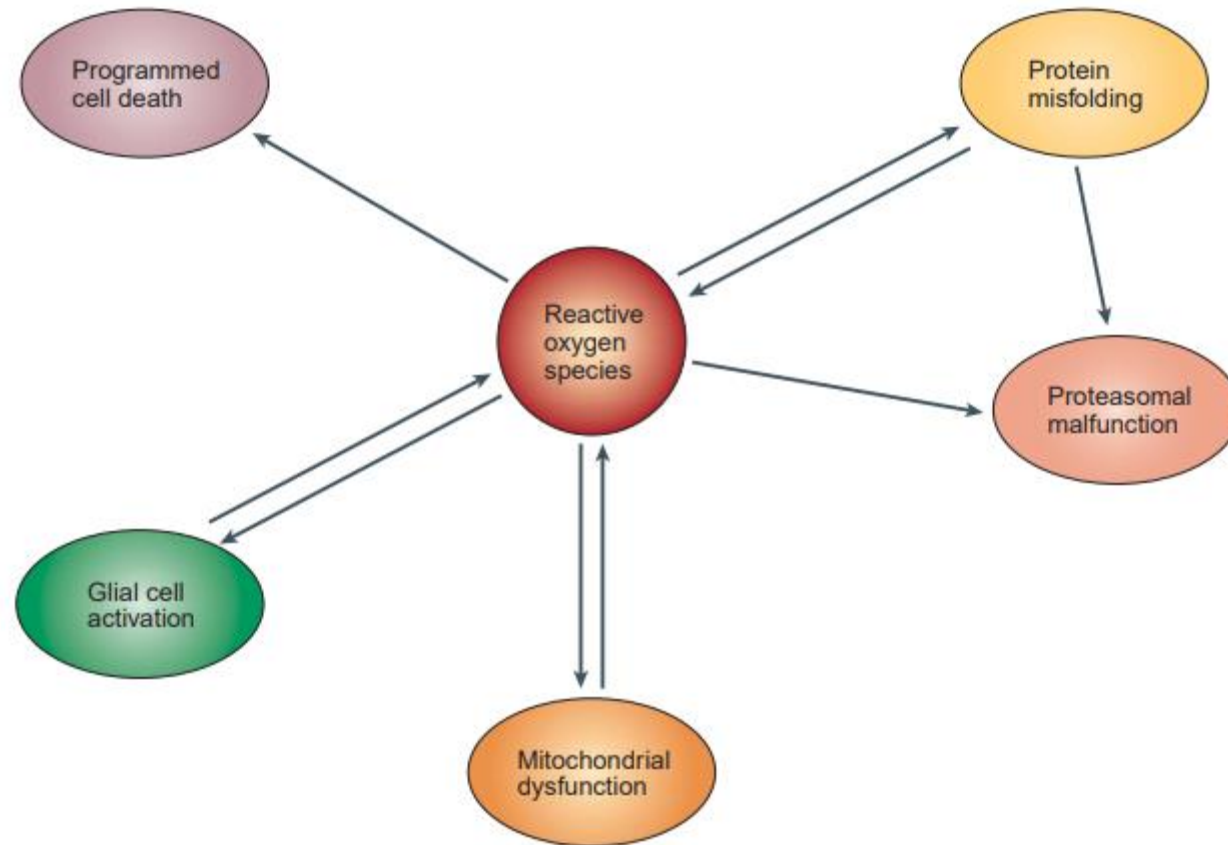 Programmed
cell death
Protein
misfolding
Reactive
oxygen
species
Proteasomal
malfunction
Glial cell
activation
Mitochondrial
dysfunction